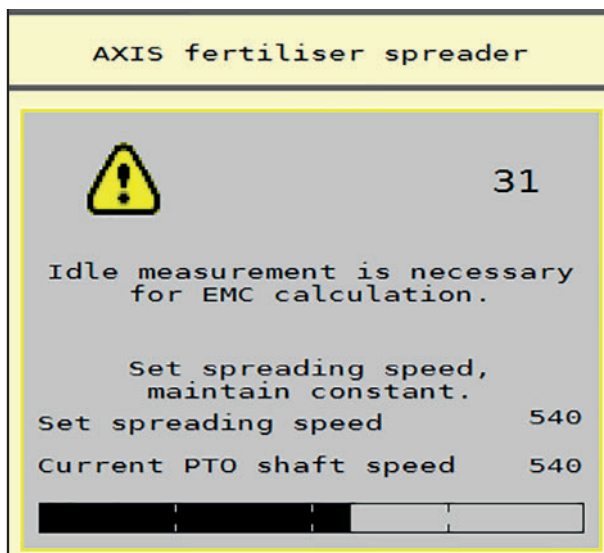 AXIS fertiliser spreader
31
Idle measurement is necessary
for EMC calculation.
Set spreading speed,
maintain constant.
Set spreading speed 540
Current PTO shaft speed 540